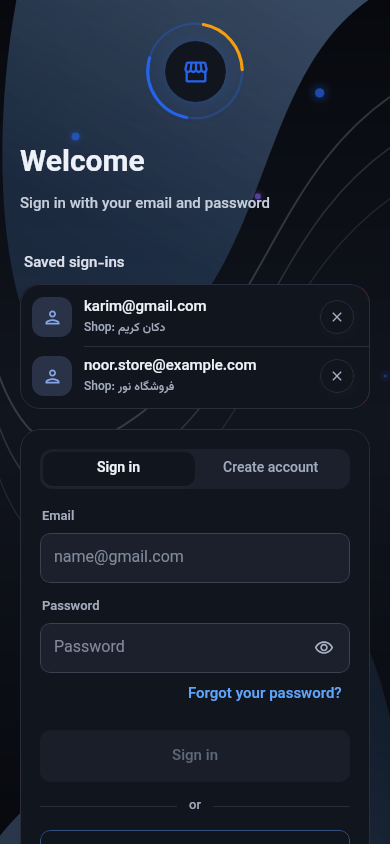 Welcome
Sign in with your email and password
Saved sign-ins
karim@gmail.com
Shop: دکان کریم
noor.store@example.com
Shop: فروشگاه نور
Sign in
Create account
Email
name@gmail.com
Password
Password
Forgot your password?
Sign in
or